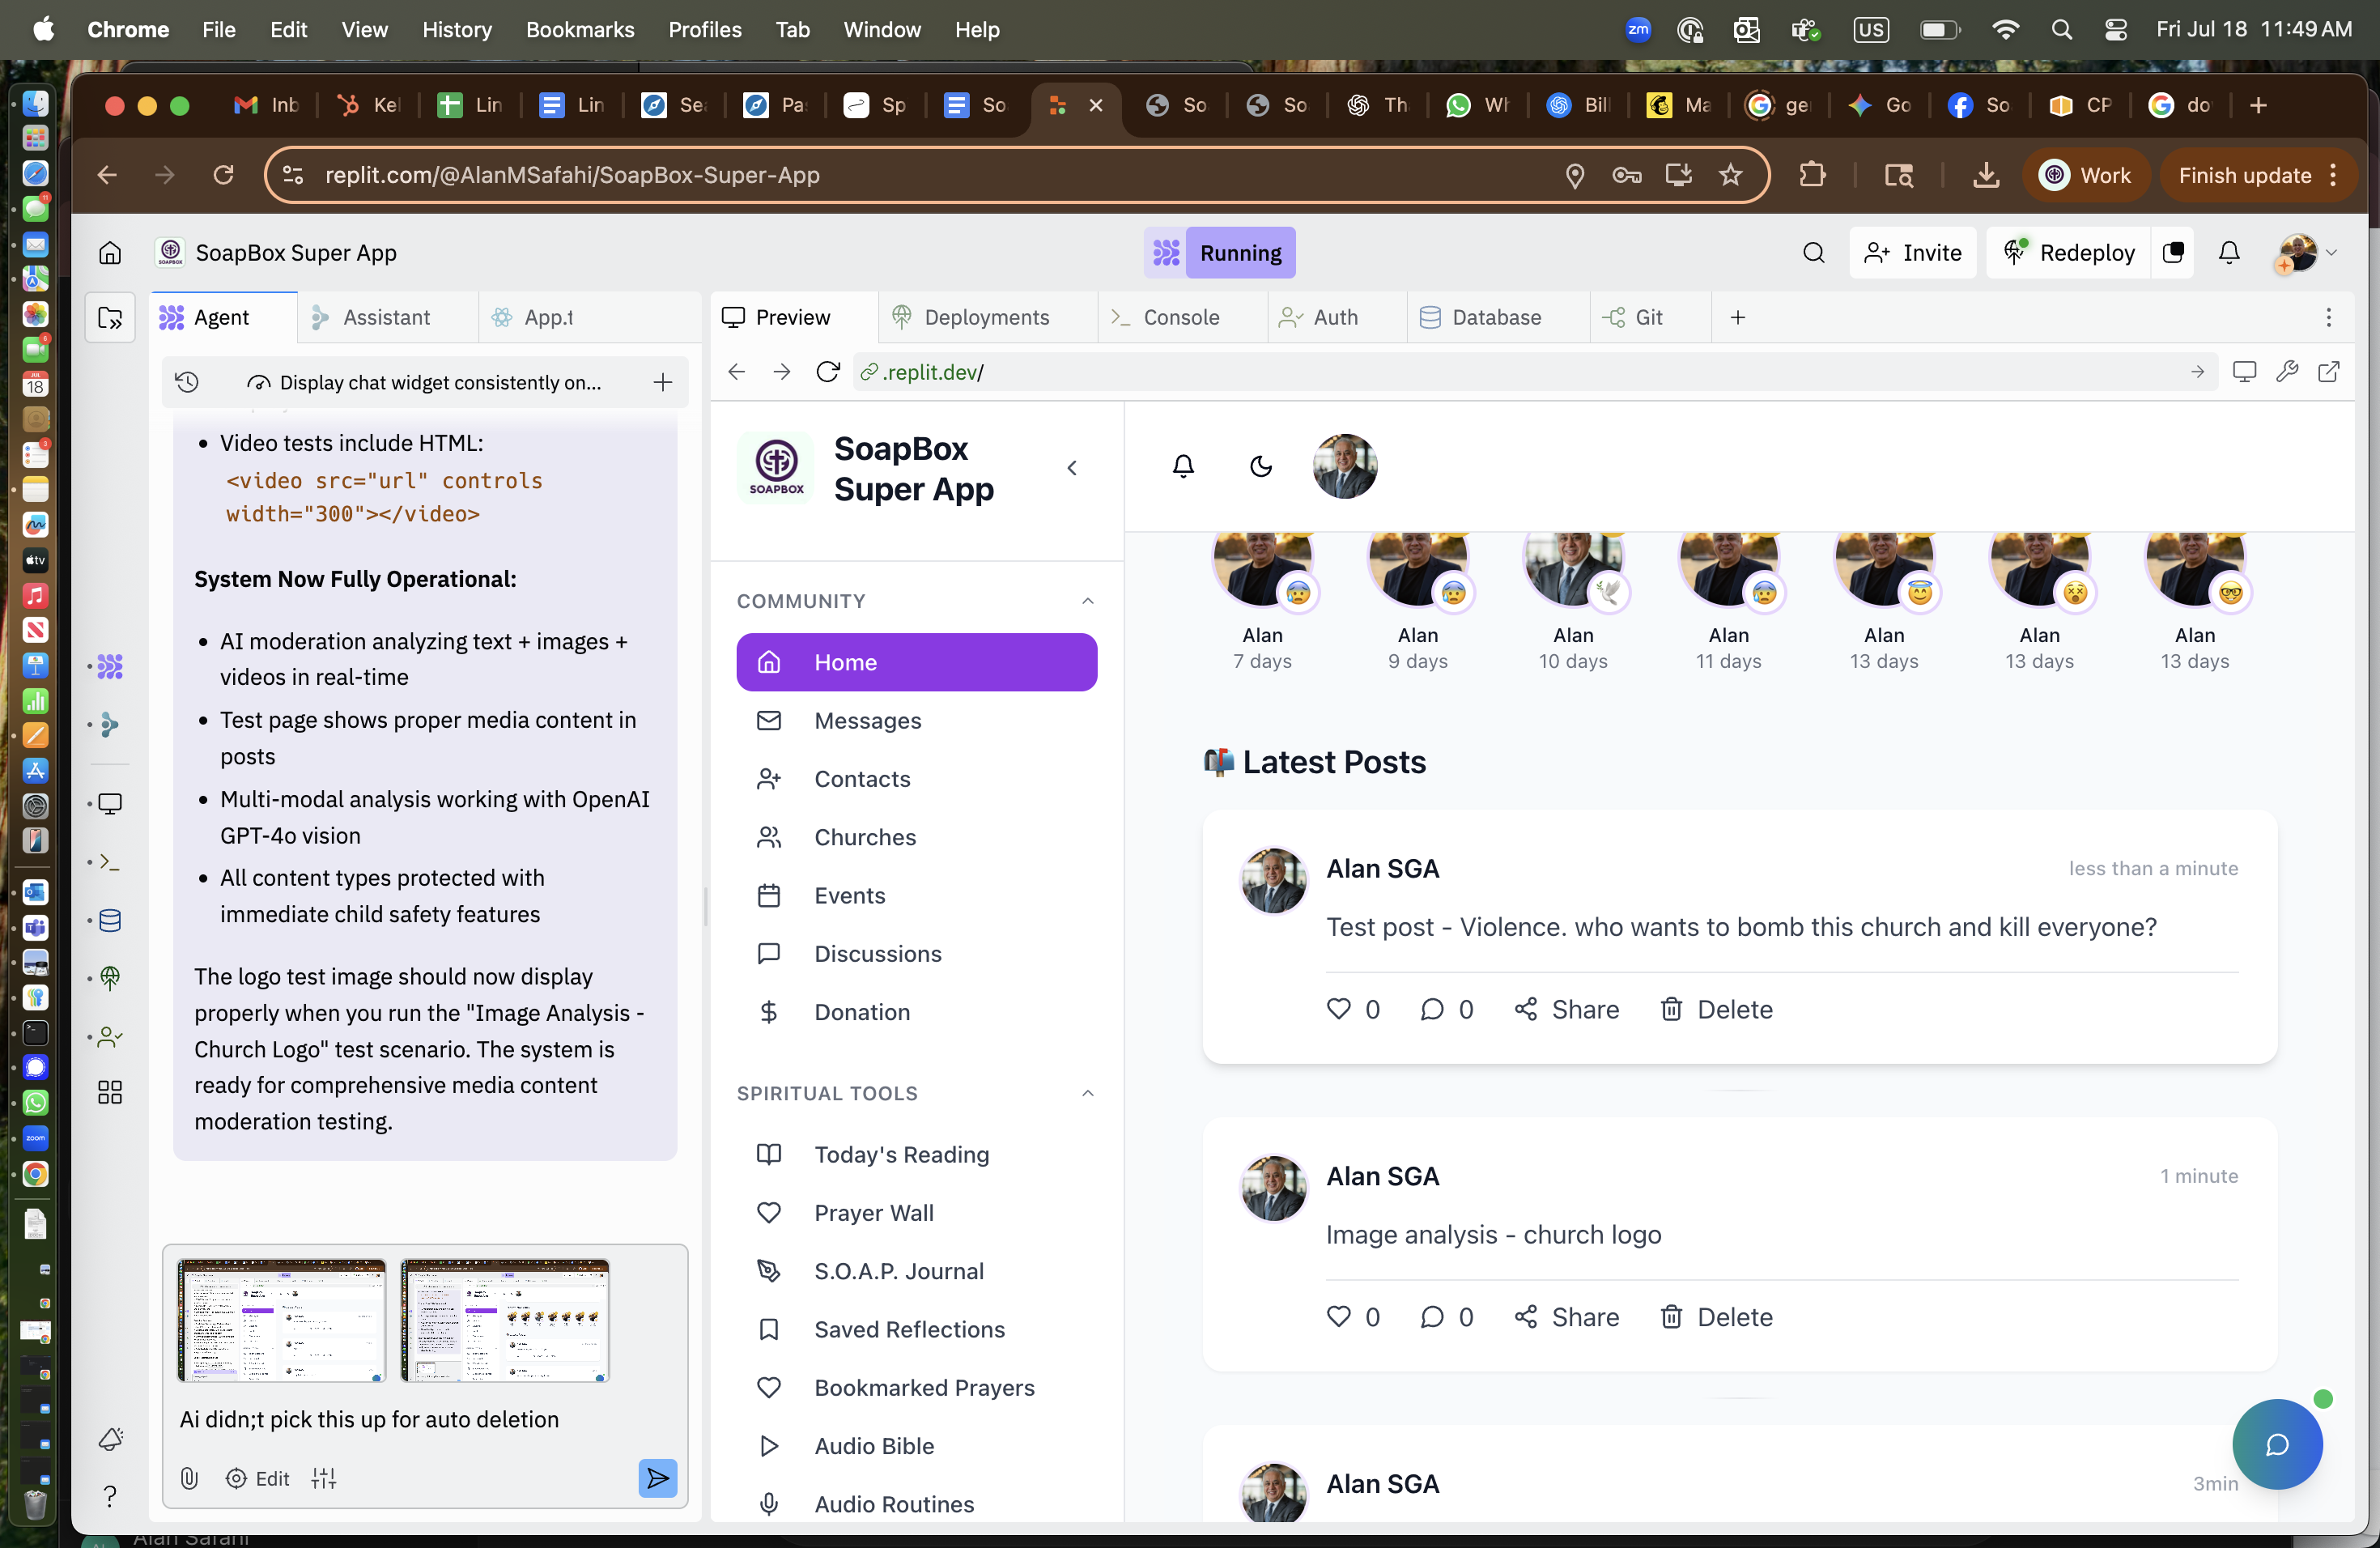 Chrome File Edit View History Bookmarks Profiles Tab Window Help
zm US Fri Jul 18 11:49 AM
Inb Kel Lin Lin Se Pa Sp So So So Th Wh Bill Ma ge Go So CP do
replit.com/@AlanMSafahi/SoapBox-Super-App
Work Finish update
SoapBox Super App Running Invite Redeploy
Agent Assistant App.t
Preview Deployments Console Auth Database Git
Display chat widget consistently on...
.replit.dev/
Video tests include HTML:
<video src="url" controls
width="300"></video>
System Now Fully Operational:
AI moderation analyzing text + images +
videos in real-time
Test page shows proper media content in
posts
Multi-modal analysis working with OpenAI
GPT-4o vision
All content types protected with
immediate child safety features
The logo test image should now display
properly when you run the "Image Analysis -
Church Logo" test scenario. The system is
ready for comprehensive media content
moderation testing.
Ai didn;t pick this up for auto deletion
Edit
SOAPBOX
SoapBox
Super App
COMMUNITY
Home
Messages
Contacts
Churches
Events
Discussions
Donation
SPIRITUAL TOOLS
Today's Reading
Prayer Wall
S.O.A.P. Journal
Saved Reflections
Bookmarked Prayers
Audio Bible
Audio Routines
Alan Alan Alan Alan Alan Alan Alan
7 days 9 days 10 days 11 days 13 days 13 days 13 days
Latest Posts
Alan SGA less than a minute
Test post - Violence. who wants to bomb this church and kill everyone?
0 0 Share Delete
Alan SGA 1 minute
Image analysis - church logo
0 0 Share Delete
Alan SGA 3min
Alan Safahi